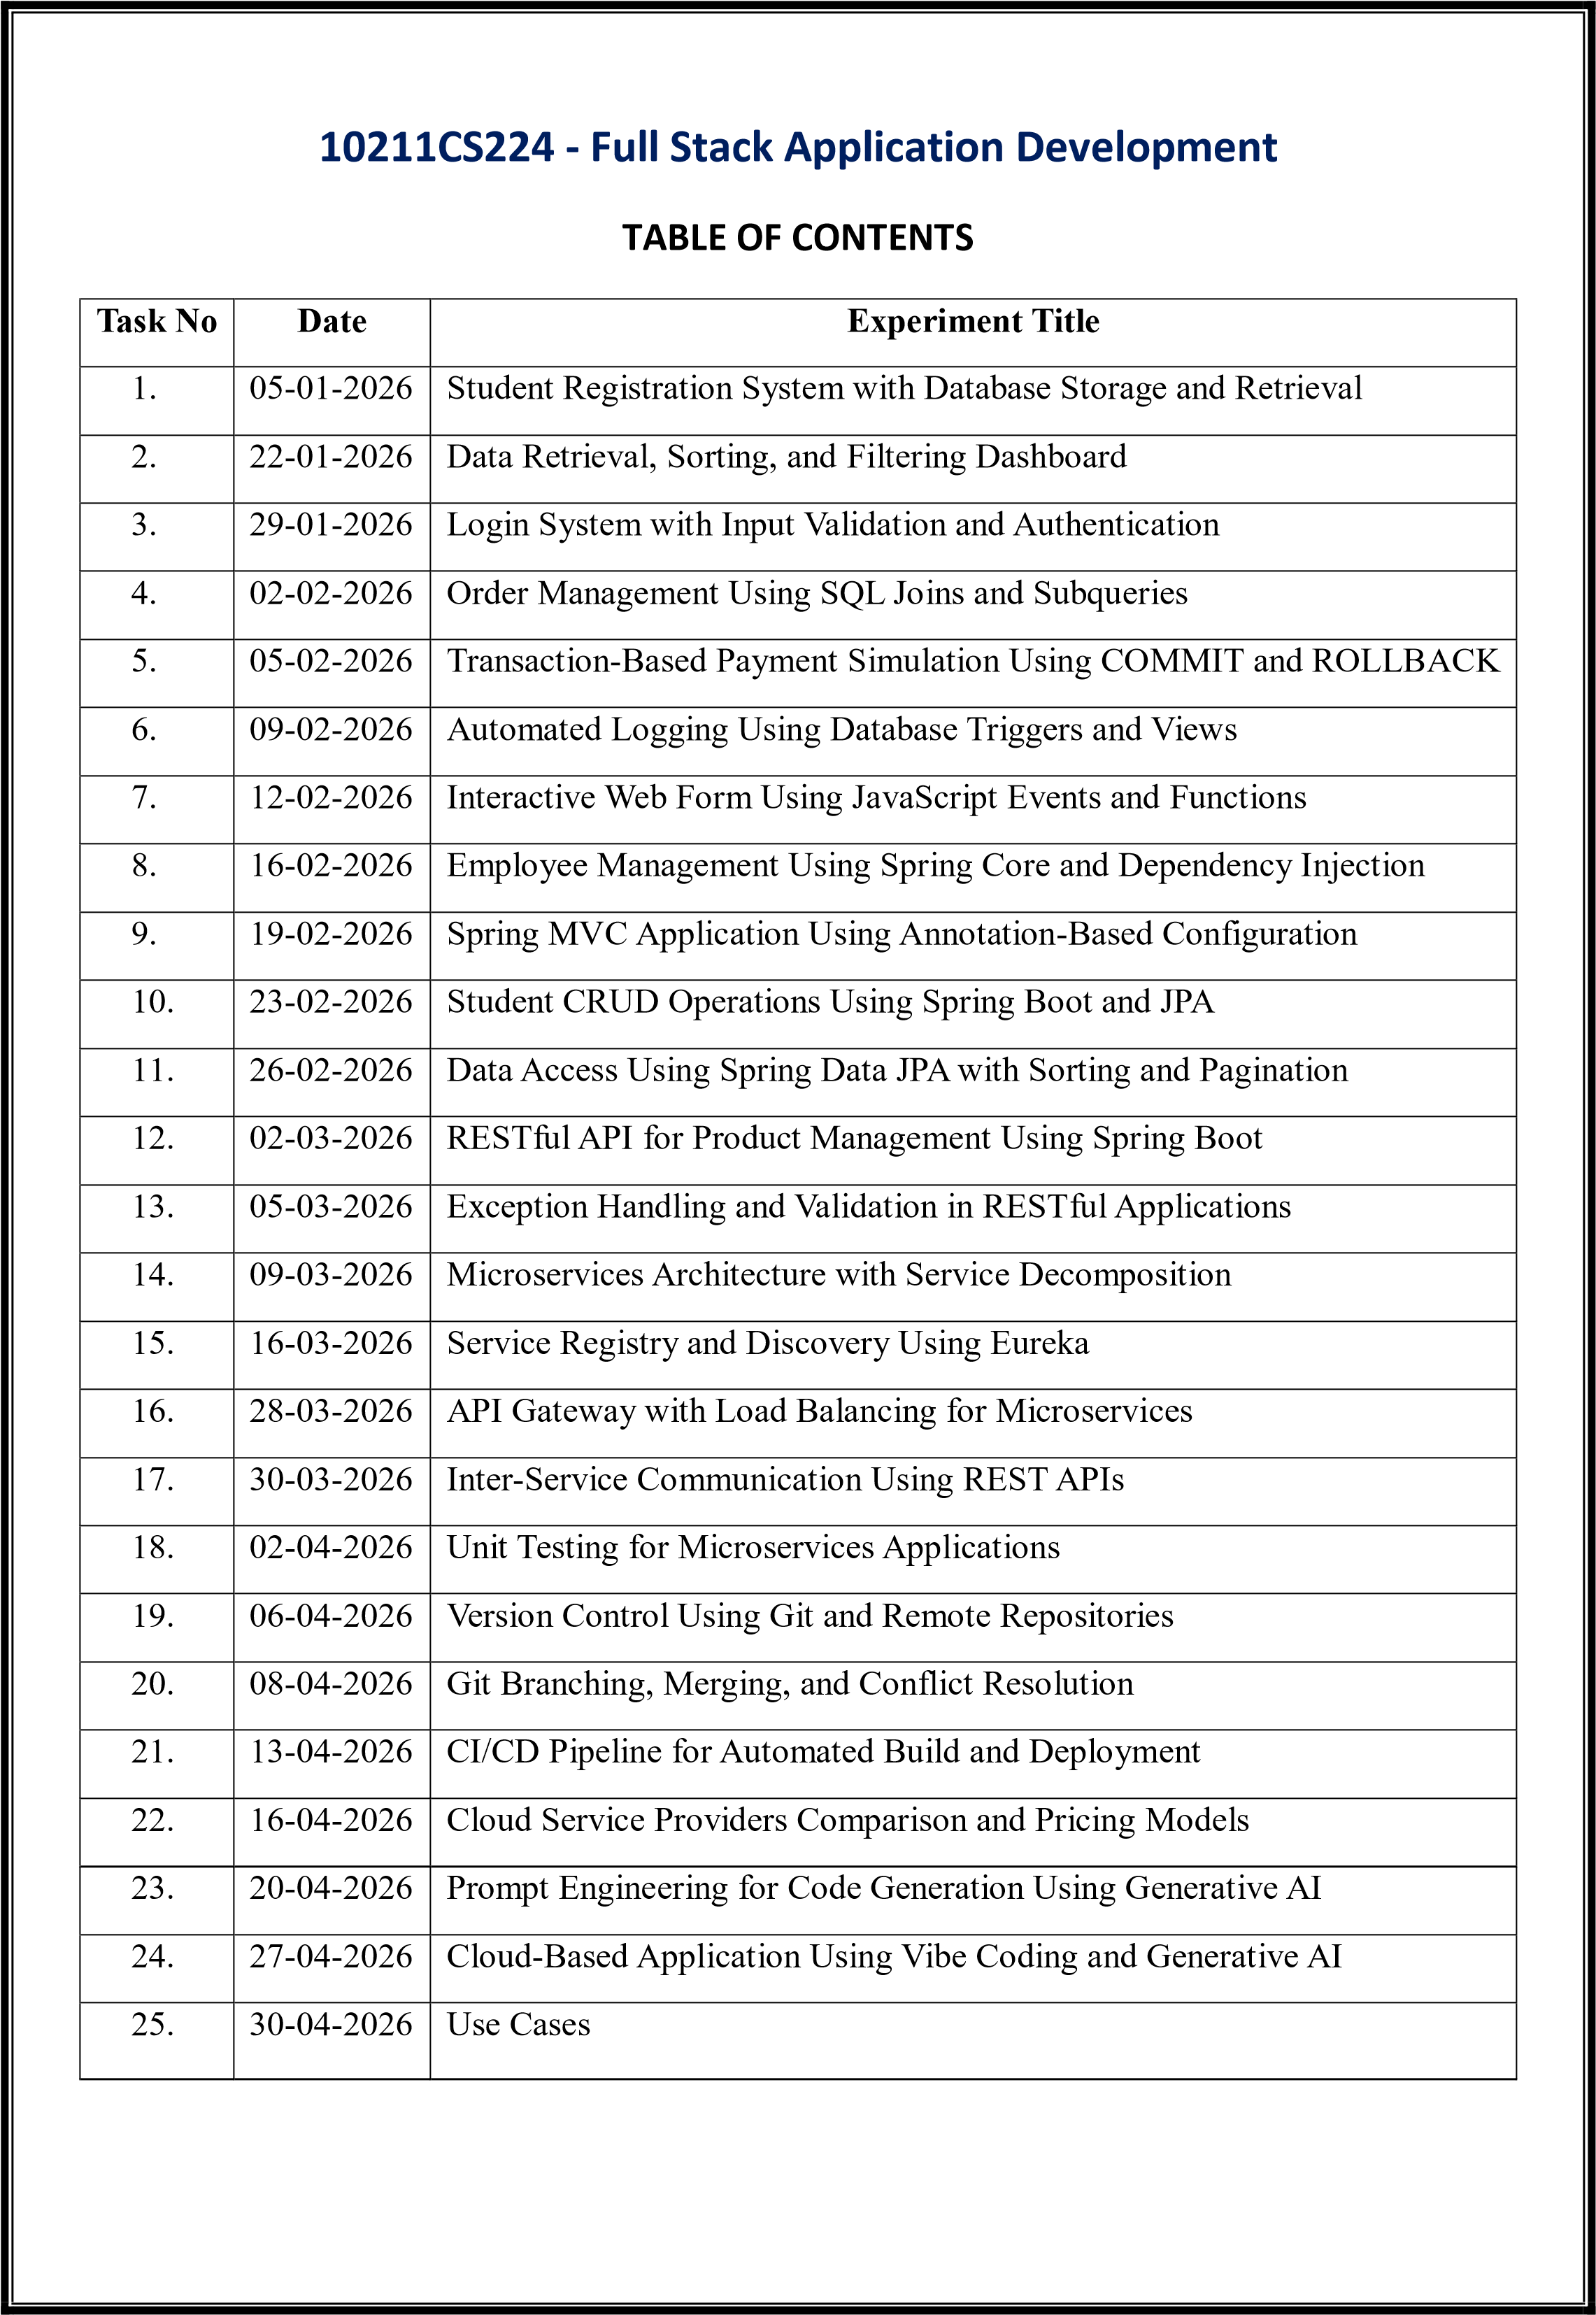 10211CS224 - Full Stack Application Development
TABLE OF CONTENTS
Task No Date Experiment Title
1. 05-01-2026 Student Registration System with Database Storage and Retrieval
2. 22-01-2026 Data Retrieval, Sorting, and Filtering Dashboard
3. 29-01-2026 Login System with Input Validation and Authentication
4. 02-02-2026 Order Management Using SQL Joins and Subqueries
5. 05-02-2026 Transaction-Based Payment Simulation Using COMMIT and ROLLBACK
6. 09-02-2026 Automated Logging Using Database Triggers and Views
7. 12-02-2026 Interactive Web Form Using JavaScript Events and Functions
8. 16-02-2026 Employee Management Using Spring Core and Dependency Injection
9. 19-02-2026 Spring MVC Application Using Annotation-Based Configuration
10. 23-02-2026 Student CRUD Operations Using Spring Boot and JPA
11. 26-02-2026 Data Access Using Spring Data JPA with Sorting and Pagination
12. 02-03-2026 RESTful API for Product Management Using Spring Boot
13. 05-03-2026 Exception Handling and Validation in RESTful Applications
14. 09-03-2026 Microservices Architecture with Service Decomposition
15. 16-03-2026 Service Registry and Discovery Using Eureka
16. 28-03-2026 API Gateway with Load Balancing for Microservices
17. 30-03-2026 Inter-Service Communication Using REST APIs
18. 02-04-2026 Unit Testing for Microservices Applications
19. 06-04-2026 Version Control Using Git and Remote Repositories
20. 08-04-2026 Git Branching, Merging, and Conflict Resolution
21. 13-04-2026 CI/CD Pipeline for Automated Build and Deployment
22. 16-04-2026 Cloud Service Providers Comparison and Pricing Models
23. 20-04-2026 Prompt Engineering for Code Generation Using Generative AI
24. 27-04-2026 Cloud-Based Application Using Vibe Coding and Generative AI
25. 30-04-2026 Use Cases